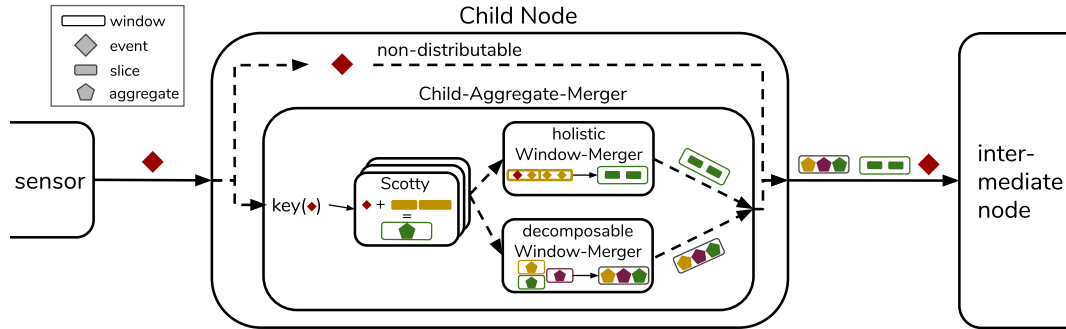 Child Node
window
event
slice
aggregate
non-distributable
Child-Aggregate-Merger
sensor
key( )
Scotty
+
=
holistic
Window-Merger
decomposable
Window-Merger
inter-
mediate
node